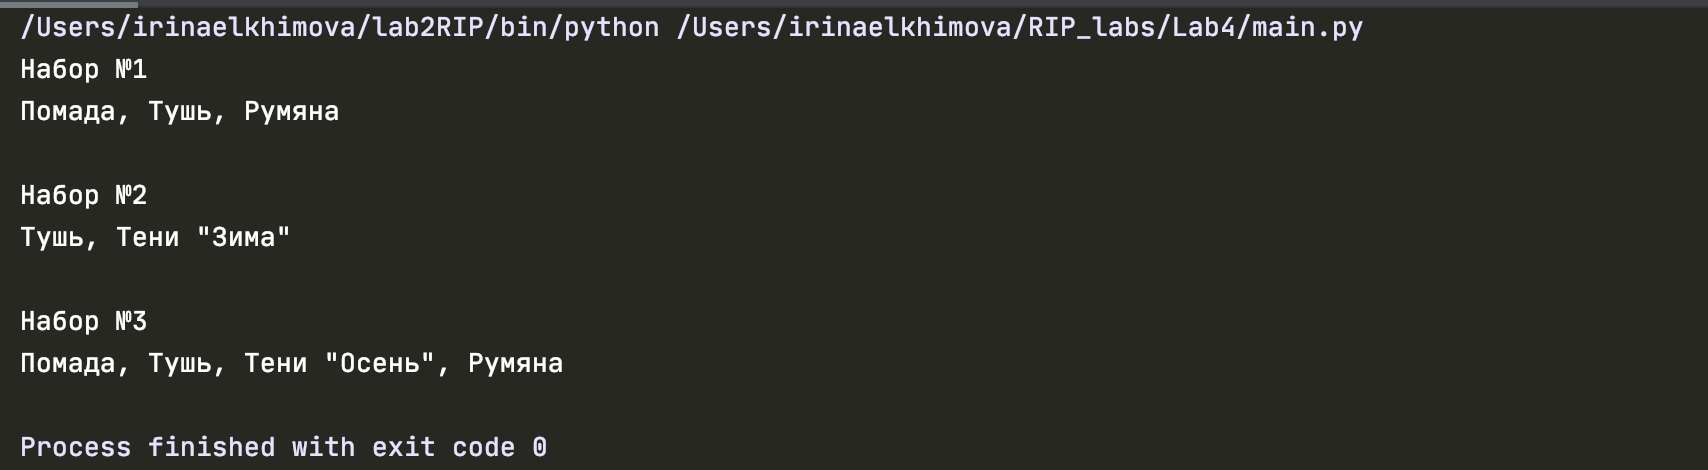 /Users/irinaelkhimova/lab2RIP/bin/python /Users/irinaelkhimova/RIP_labs/Lab4/main.py
Набор №1
Помада, Тушь, Румяна
Набор №2
Тушь, Тени "Зима"
Набор №3
Помада, Тушь, Тени "Осень", Румяна
Process finished with exit code 0